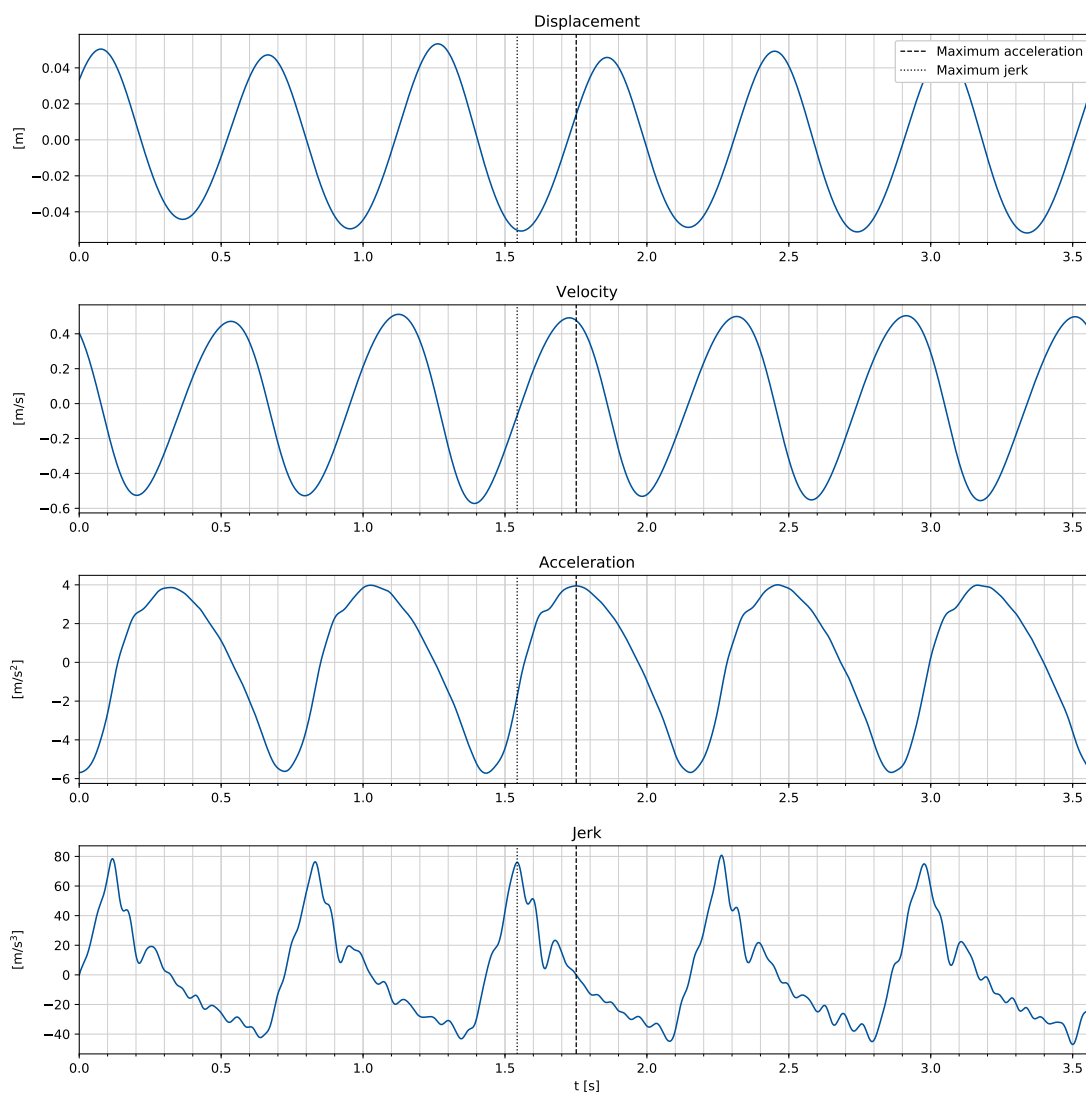 Displacement
Maximum acceleration
Maximum jerk
0.04
0.02
0.00
−0.02
−0.04
[m]
0.0 0.5 1.0 1.5 2.0 2.5 3.0 3.5
Velocity
0.4
0.2
0.0
−0.2
−0.4
−0.6
[m/s]
0.0 0.5 1.0 1.5 2.0 2.5 3.0 3.5
Acceleration
4
2
0
−2
−4
−6
[m/s²]
0.0 0.5 1.0 1.5 2.0 2.5 3.0 3.5
Jerk
80
60
40
20
0
−20
−40
[m/s³]
0.0 0.5 1.0 1.5 2.0 2.5 3.0 3.5
t [s]